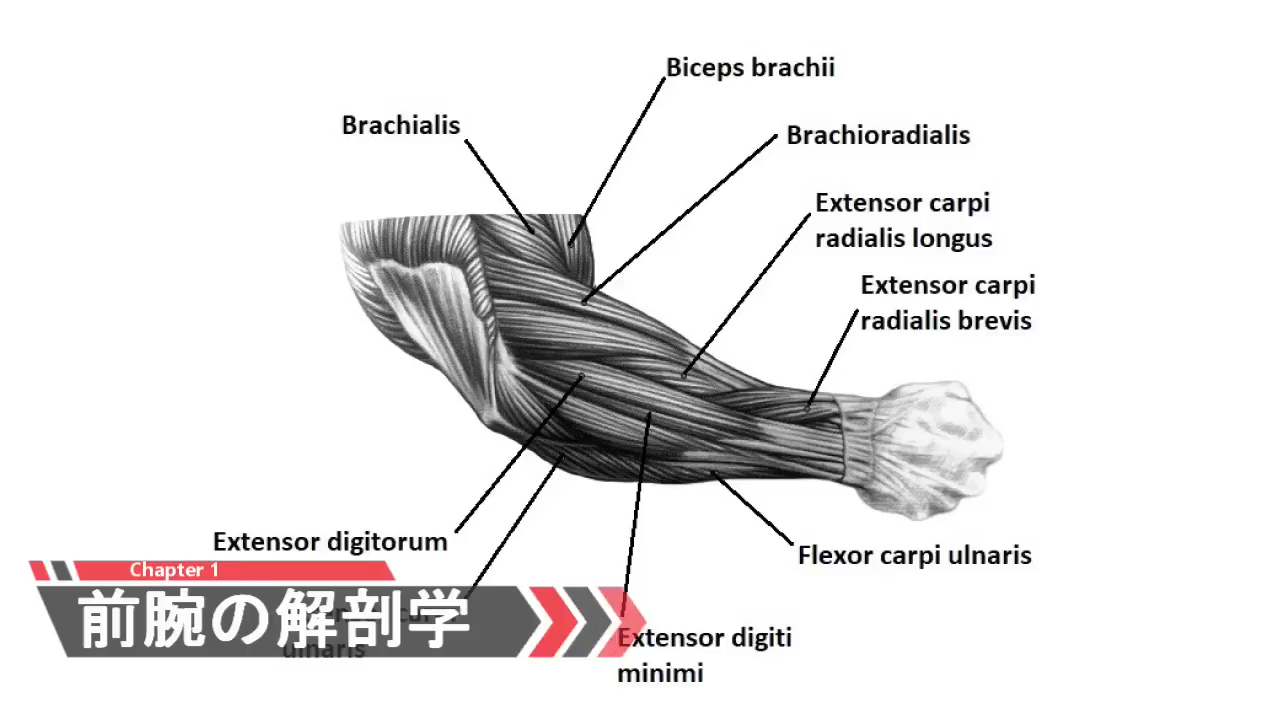 Biceps brachii
Brachialis
Brachioradialis
Extensor carpi
radialis longus
Extensor carpi
radialis brevis
Extensor digitorum
Flexor carpi ulnaris
Chapter 1
前腕の解剖学
ulnaris
Extensor digiti
minimi